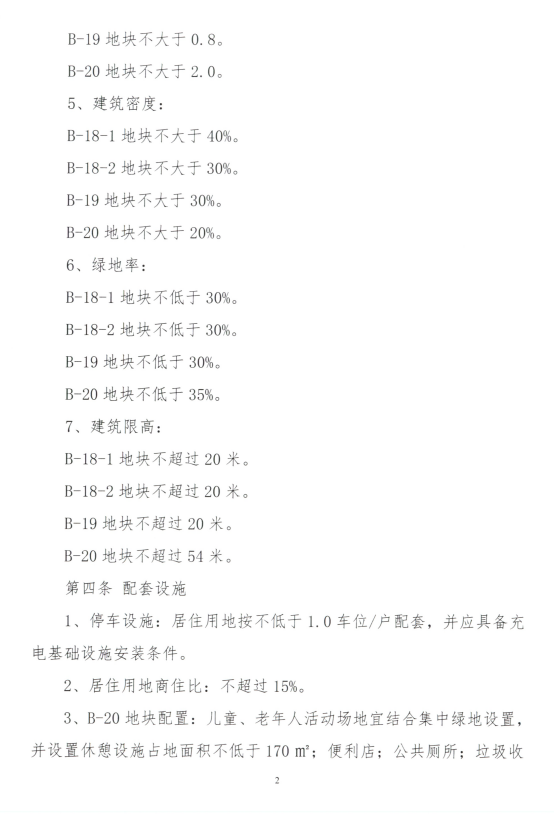 B-19 地块不大于 0.8。
B-20 地块不大于 2.0。
5、建筑密度：
B-18-1 地块不大于 40%。
B-18-2 地块不大于 30%。
B-19 地块不大于 30%。
B-20 地块不大于 20%。
6、绿地率：
B-18-1 地块不低于 30%。
B-18-2 地块不低于 30%。
B-19 地块不低于 30%。
B-20 地块不低于 35%。
7、建筑限高：
B-18-1 地块不超过 20 米。
B-18-2 地块不超过 20 米。
B-19 地块不超过 20 米。
B-20 地块不超过 54 米。
第四条 配套设施
1、停车设施：居住用地按不低于 1.0 车位/户配套，并应具备充
电基础设施安装条件。
2、居住用地商住比：不超过 15%。
3、B-20 地块配置：儿童、老年人活动场地宜结合集中绿地设置，
并设置休憩设施占地面积不低于 170 ㎡；便利店；公共厕所；垃圾收
2